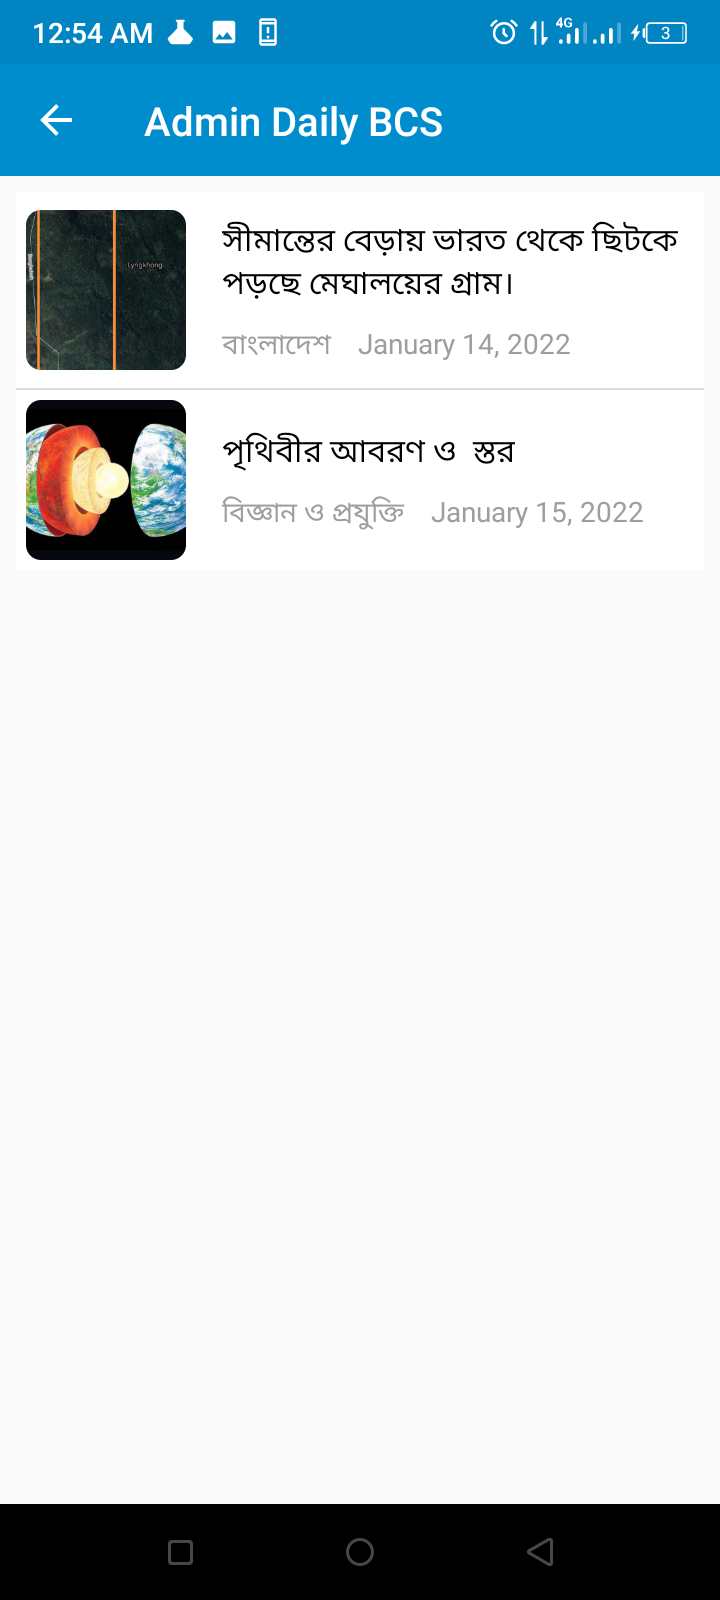 12:54 AM 4G 3
Admin Daily BCS
Lyngkhong
সীমান্তের বেড়ায় ভারত থেকে ছিটকে
পড়ছে মেঘালয়ের গ্রাম।
বাংলাদেশ January 14, 2022
পৃথিবীর আবরণ ও  স্তর
বিজ্ঞান ও প্রযুক্তি January 15, 2022